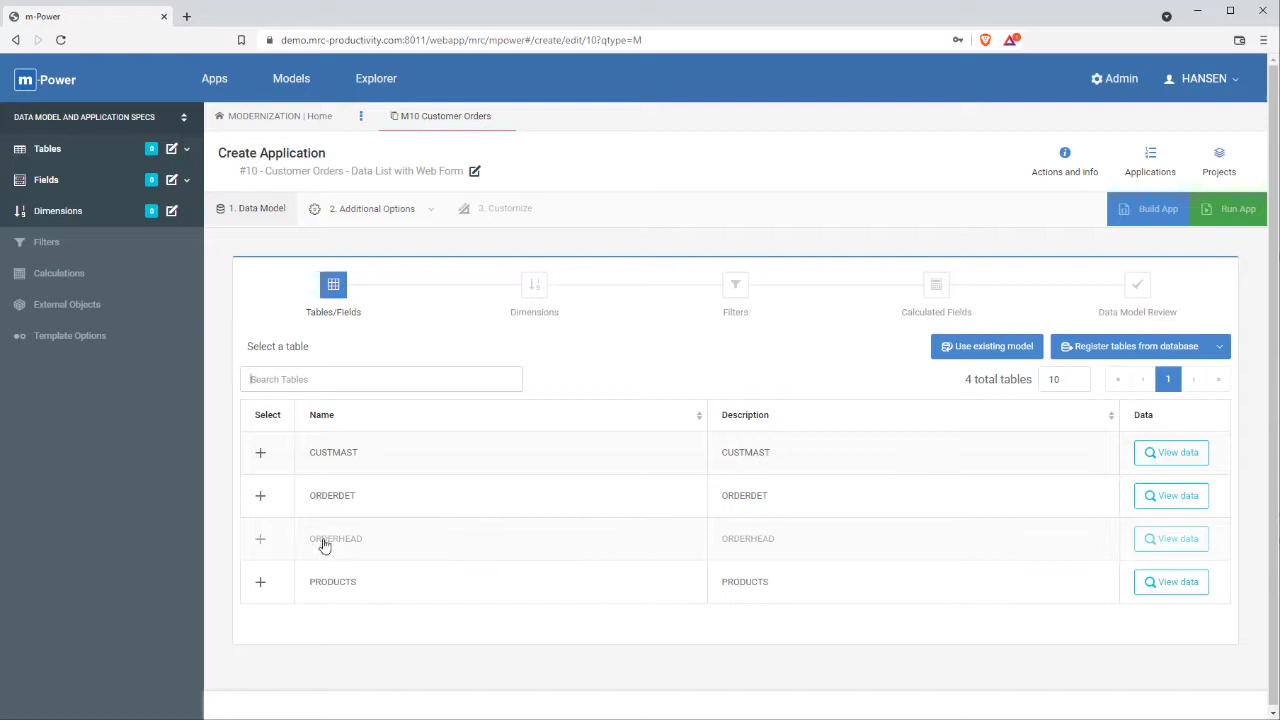 m-Power
demo.mrc-productivity.com:8011/webapp/mrc/mpower#/create/edit/10?qtype=M
m -Power
Apps
Models
Explorer
Admin
HANSEN
DATA MODEL AND APPLICATION SPECS
MODERNIZATION | Home
M10 Customer Orders
Tables
0
Fields
0
Dimensions
0
Filters
Calculations
External Objects
Template Options
Create Application
#10 - Customer Orders - Data List with Web Form
Actions and info
Applications
Projects
1. Data Model
2. Additional Options
3. Customize
Build App
Run App
Tables/Fields
Dimensions
Filters
Calculated Fields
Data Model Review
Select a table
Use existing model
Register tables from database
Search Tables
4 total tables
10
« ‹ 1 › »
Select Name Description Data
CUSTMAST CUSTMAST View data
ORDERDET ORDERDET View data
ORDERHEAD ORDERHEAD View data
PRODUCTS PRODUCTS View data